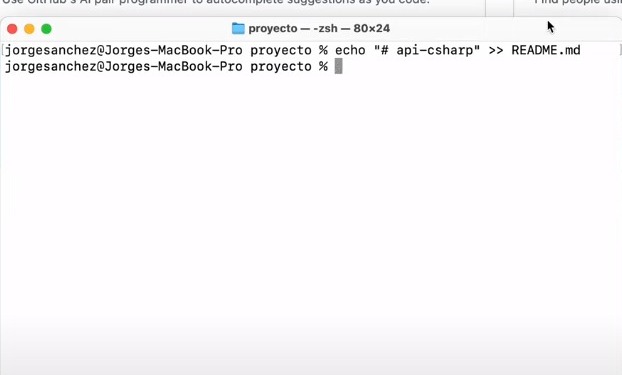 Use GitHub's AI pair programmer to autocomplete suggestions as you code.
Find people usin
proyecto — -zsh — 80×24
jorgesanchez@Jorges-MacBook-Pro proyecto % echo "# api-csharp" >> README.md
jorgesanchez@Jorges-MacBook-Pro proyecto %